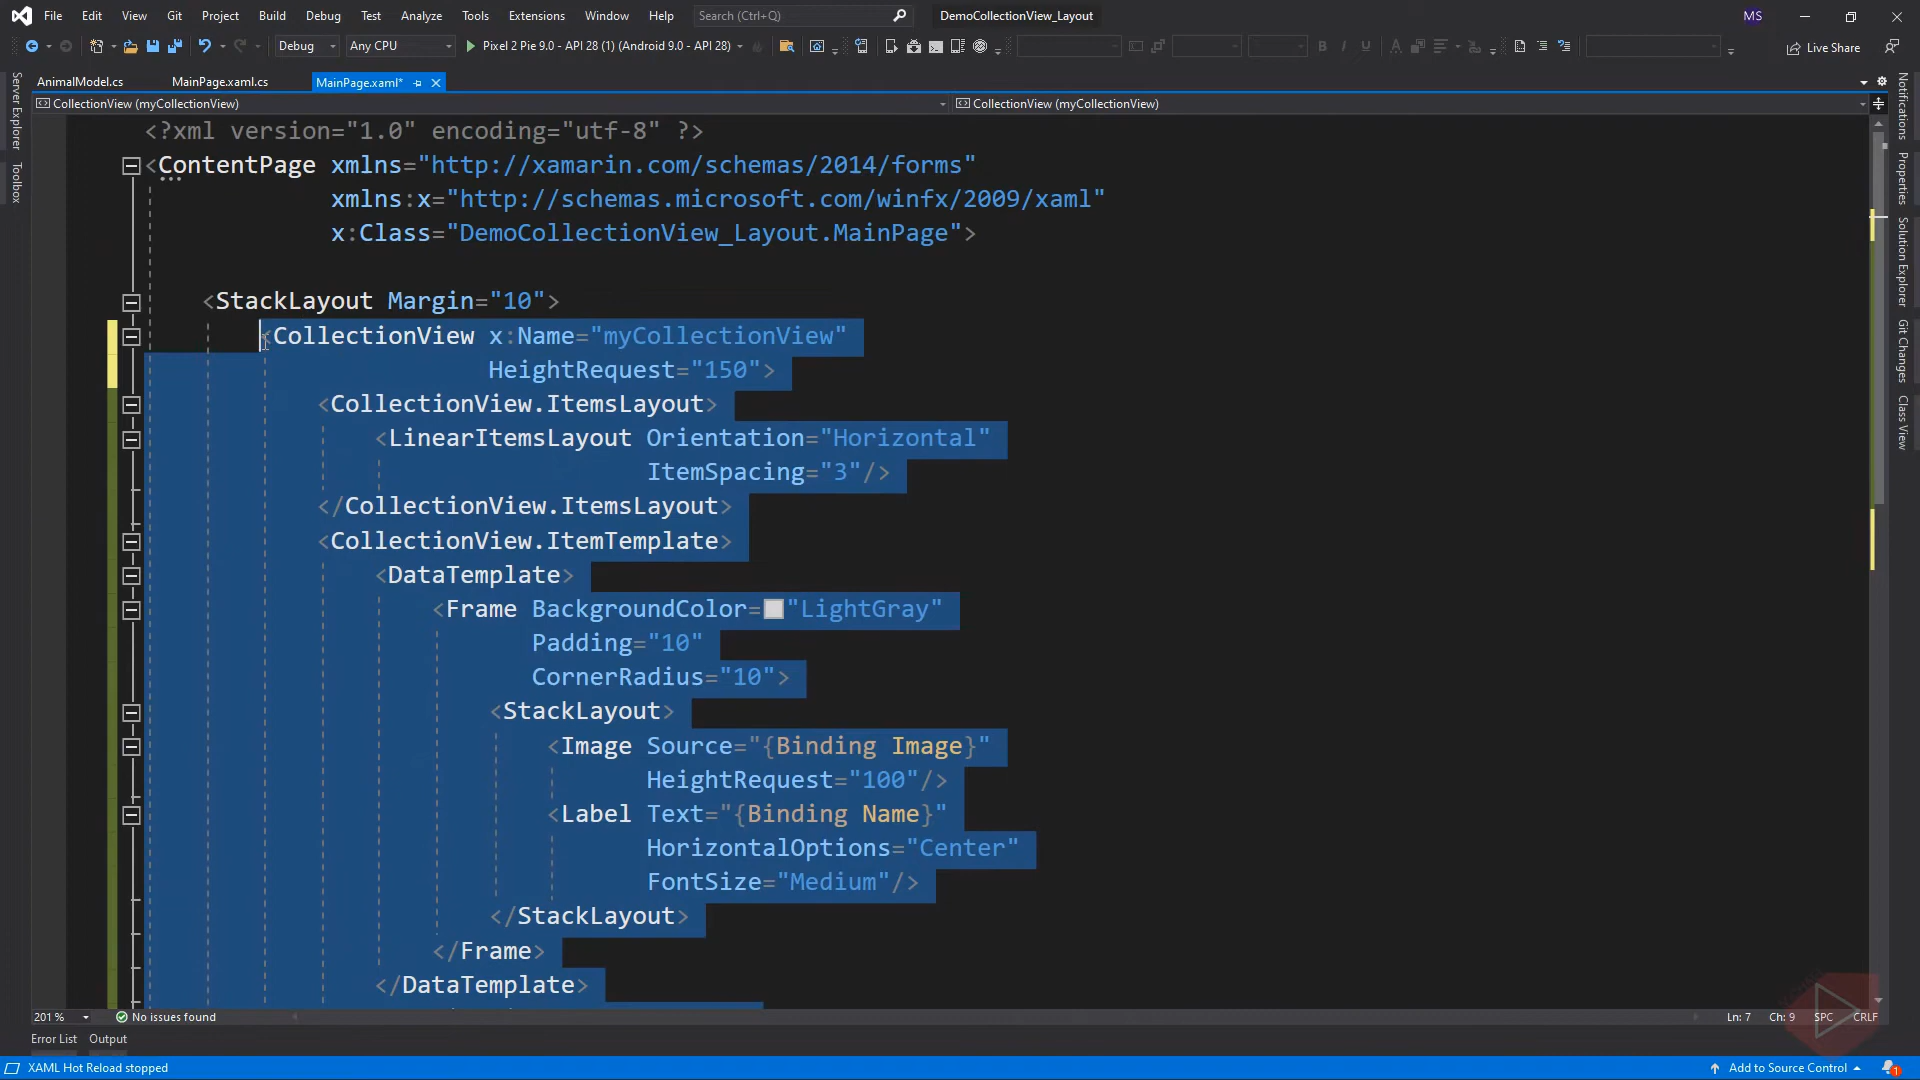 File Edit View Git Project Build Debug Test Analyze Tools Extensions Window Help Search (Ctrl+Q) DemoCollectionView_Layout MS
Debug Any CPU Pixel 2 Pie 9.0 - API 28 (1) (Android 9.0 - API 28) Live Share
AnimalModel.cs MainPage.xaml.cs MainPage.xaml*
CollectionView (myCollectionView) CollectionView (myCollectionView)
Server Explorer
Toolbox
<?xml version="1.0" encoding="utf-8" ?>
<ContentPage xmlns="http://xamarin.com/schemas/2014/forms"
xmlns:x="http://schemas.microsoft.com/winfx/2009/xaml"
x:Class="DemoCollectionView_Layout.MainPage">
<StackLayout Margin="10">
<CollectionView x:Name="myCollectionView"
HeightRequest="150">
<CollectionView.ItemsLayout>
<LinearItemsLayout Orientation="Horizontal"
ItemSpacing="3"/>
</CollectionView.ItemsLayout>
<CollectionView.ItemTemplate>
<DataTemplate>
<Frame BackgroundColor="LightGray"
Padding="10"
CornerRadius="10">
<StackLayout>
<Image Source="{Binding Image}"
HeightRequest="100"/>
<Label Text="{Binding Name}"
HorizontalOptions="Center"
FontSize="Medium"/>
</StackLayout>
</Frame>
</DataTemplate>
Notifications
Properties
Solution Explorer
Git Changes
Class View
201 % No issues found Ln: 7 Ch: 9 SPC CRLF
Error List Output
XAML Hot Reload stopped Add to Source Control 1